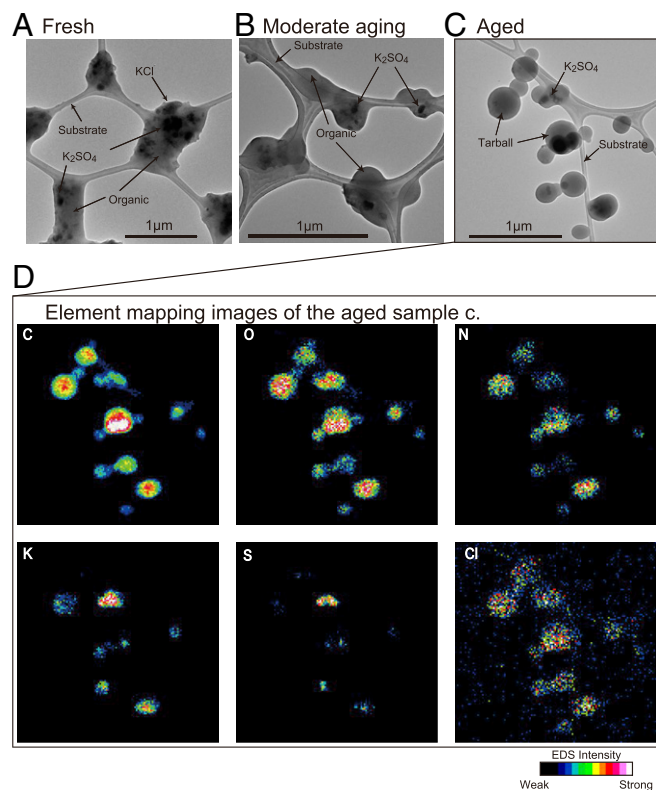 A Fresh
B Moderate aging
C Aged
KCl
Substrate
K2SO4
Organic
1µm
Substrate
K2SO4
Organic
1µm
K2SO4
Tarball
Substrate
1µm
D
Element mapping images of the aged sample c.
C
O
N
K
S
Cl
EDS Intensity
Weak Strong